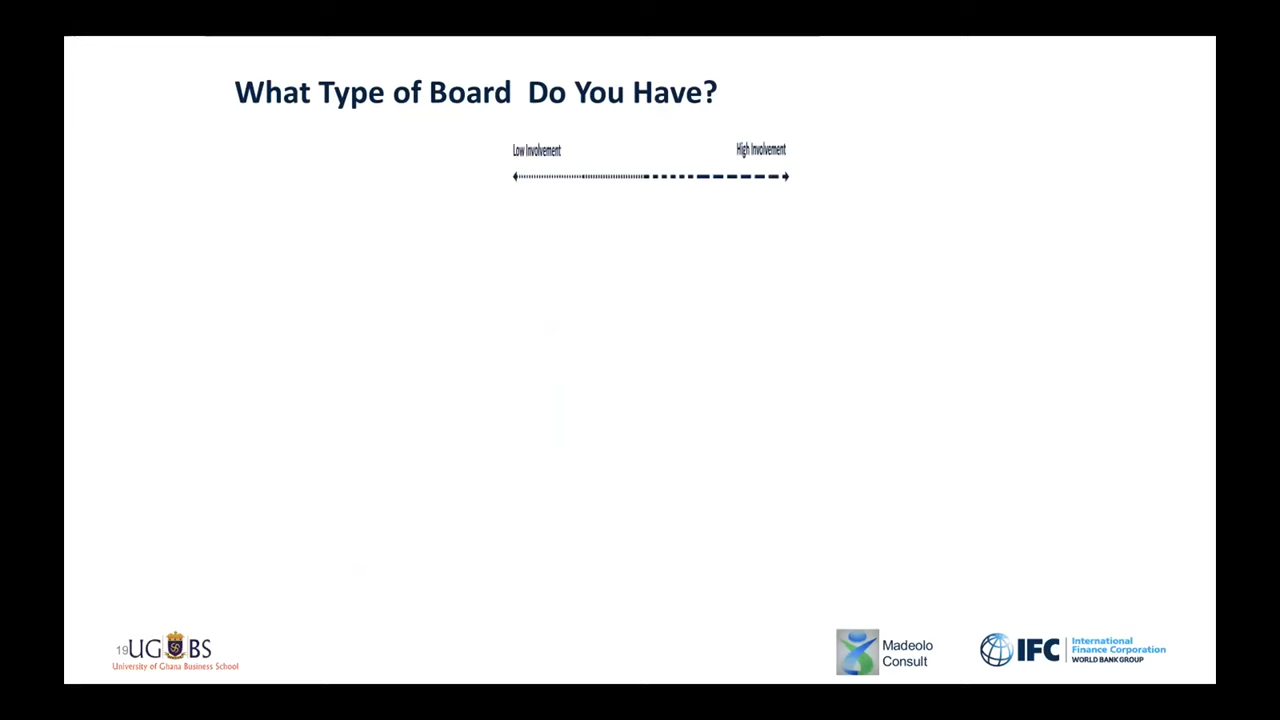 What Type of Board  Do You Have?
Low Involvement
High Involvement
19
UG BS
University of Ghana Business School
Madeolo
Consult
IFC
International
Finance Corporation
WORLD BANK GROUP